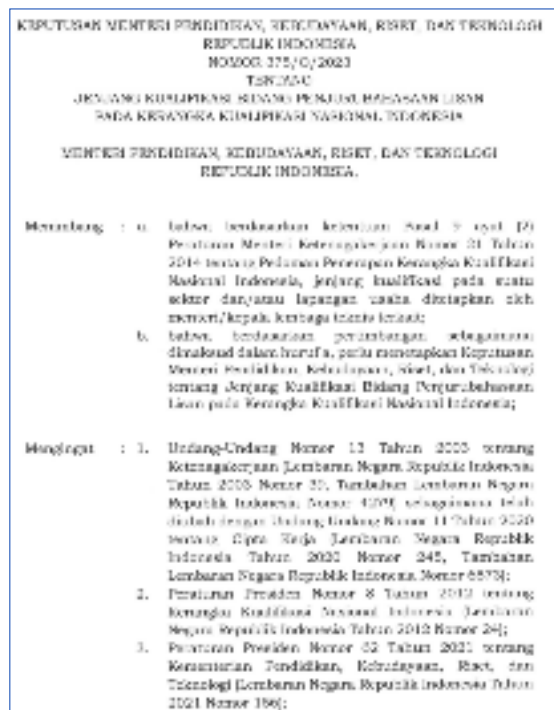 KEPUTUSAN MENTERI PENDIDIKAN, KEBUDAYAAN, RISET, DAN TEKNOLOGI
REPUBLIK INDONESIA
NOMOR 375/O/2023
TENTANG
JENJANG KUALIFIKASI BIDANG PENJURUBAHASAAN LISAN
PADA KERANGKA KUALIFIKASI NASIONAL INDONESIA
MENTERI PENDIDIKAN, KEBUDAYAAN, RISET, DAN TEKNOLOGI
REPUBLIK INDONESIA,
Menimbang : a. bahwa berdasarkan ketentuan Pasal 9 ayat (2)
Peraturan Menteri Ketenagakerjaan Nomor 21 Tahun
2014 tentang Pedoman Penerapan Kerangka Kualifikasi
Nasional Indonesia, jenjang kualifikasi pada suatu
sektor dan/atau lapangan usaha ditetapkan oleh
menteri/kepala lembaga teknis terkait;
b. bahwa berdasarkan pertimbangan sebagaimana
dimaksud dalam huruf a, perlu menetapkan Keputusan
Menteri Pendidikan, Kebudayaan, Riset, dan Teknologi
tentang Jenjang Kualifikasi Bidang Penjurubahasaan
Lisan pada Kerangka Kualifikasi Nasional Indonesia;
Mengingat : 1. Undang-Undang Nomor 13 Tahun 2003 tentang
Ketenagakerjaan (Lembaran Negara Republik Indonesia
Tahun 2003 Nomor 39, Tambahan Lembaran Negara
Republik Indonesia Nomor 4279) sebagaimana telah
diubah dengan Undang-Undang Nomor 11 Tahun 2020
tentang Cipta Kerja (Lembaran Negara Republik
Indonesia Tahun 2020 Nomor 245, Tambahan
Lembaran Negara Republik Indonesia Nomor 6573);
2. Peraturan Presiden Nomor 8 Tahun 2012 tentang
Kerangka Kualifikasi Nasional Indonesia (Lembaran
Negara Republik Indonesia Tahun 2012 Nomor 24);
3. Peraturan Presiden Nomor 62 Tahun 2021 tentang
Kementerian Pendidikan, Kebudayaan, Riset, dan
Teknologi (Lembaran Negara Republik Indonesia Tahun
2021 Nomor 156);